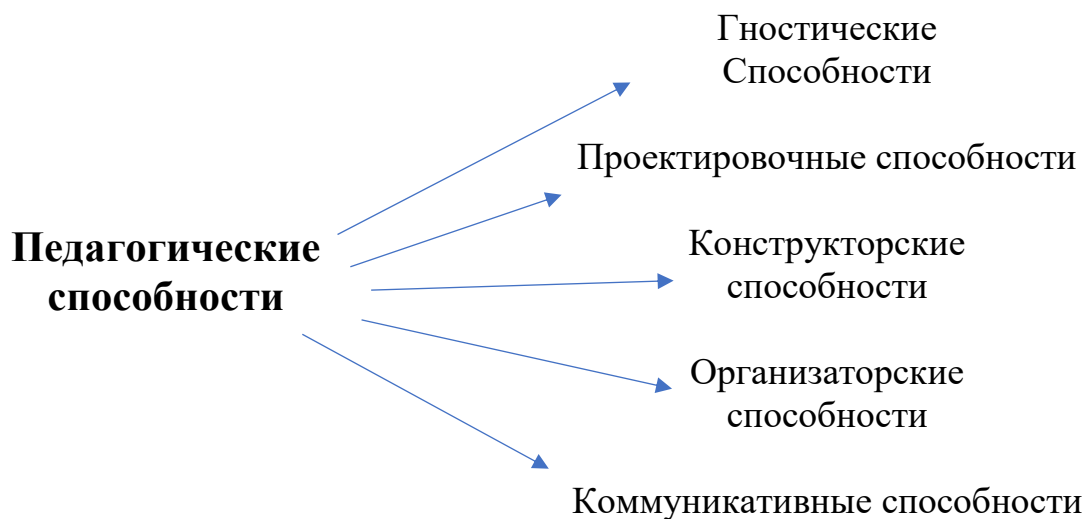 Гностические
Способности
Проектировочные способности
Педагогические
способности
Конструкторские
способности
Организаторские
способности
Коммуникативные способности